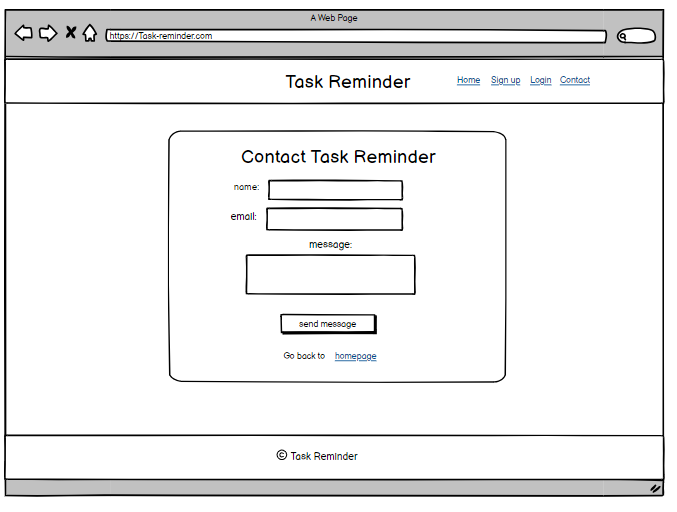 A Web Page
https://Task-reminder.com
Task Reminder
Home Sign up Login Contact
Contact Task Reminder
name:
email:
message:
send message
Go back to homepage
© Task Reminder